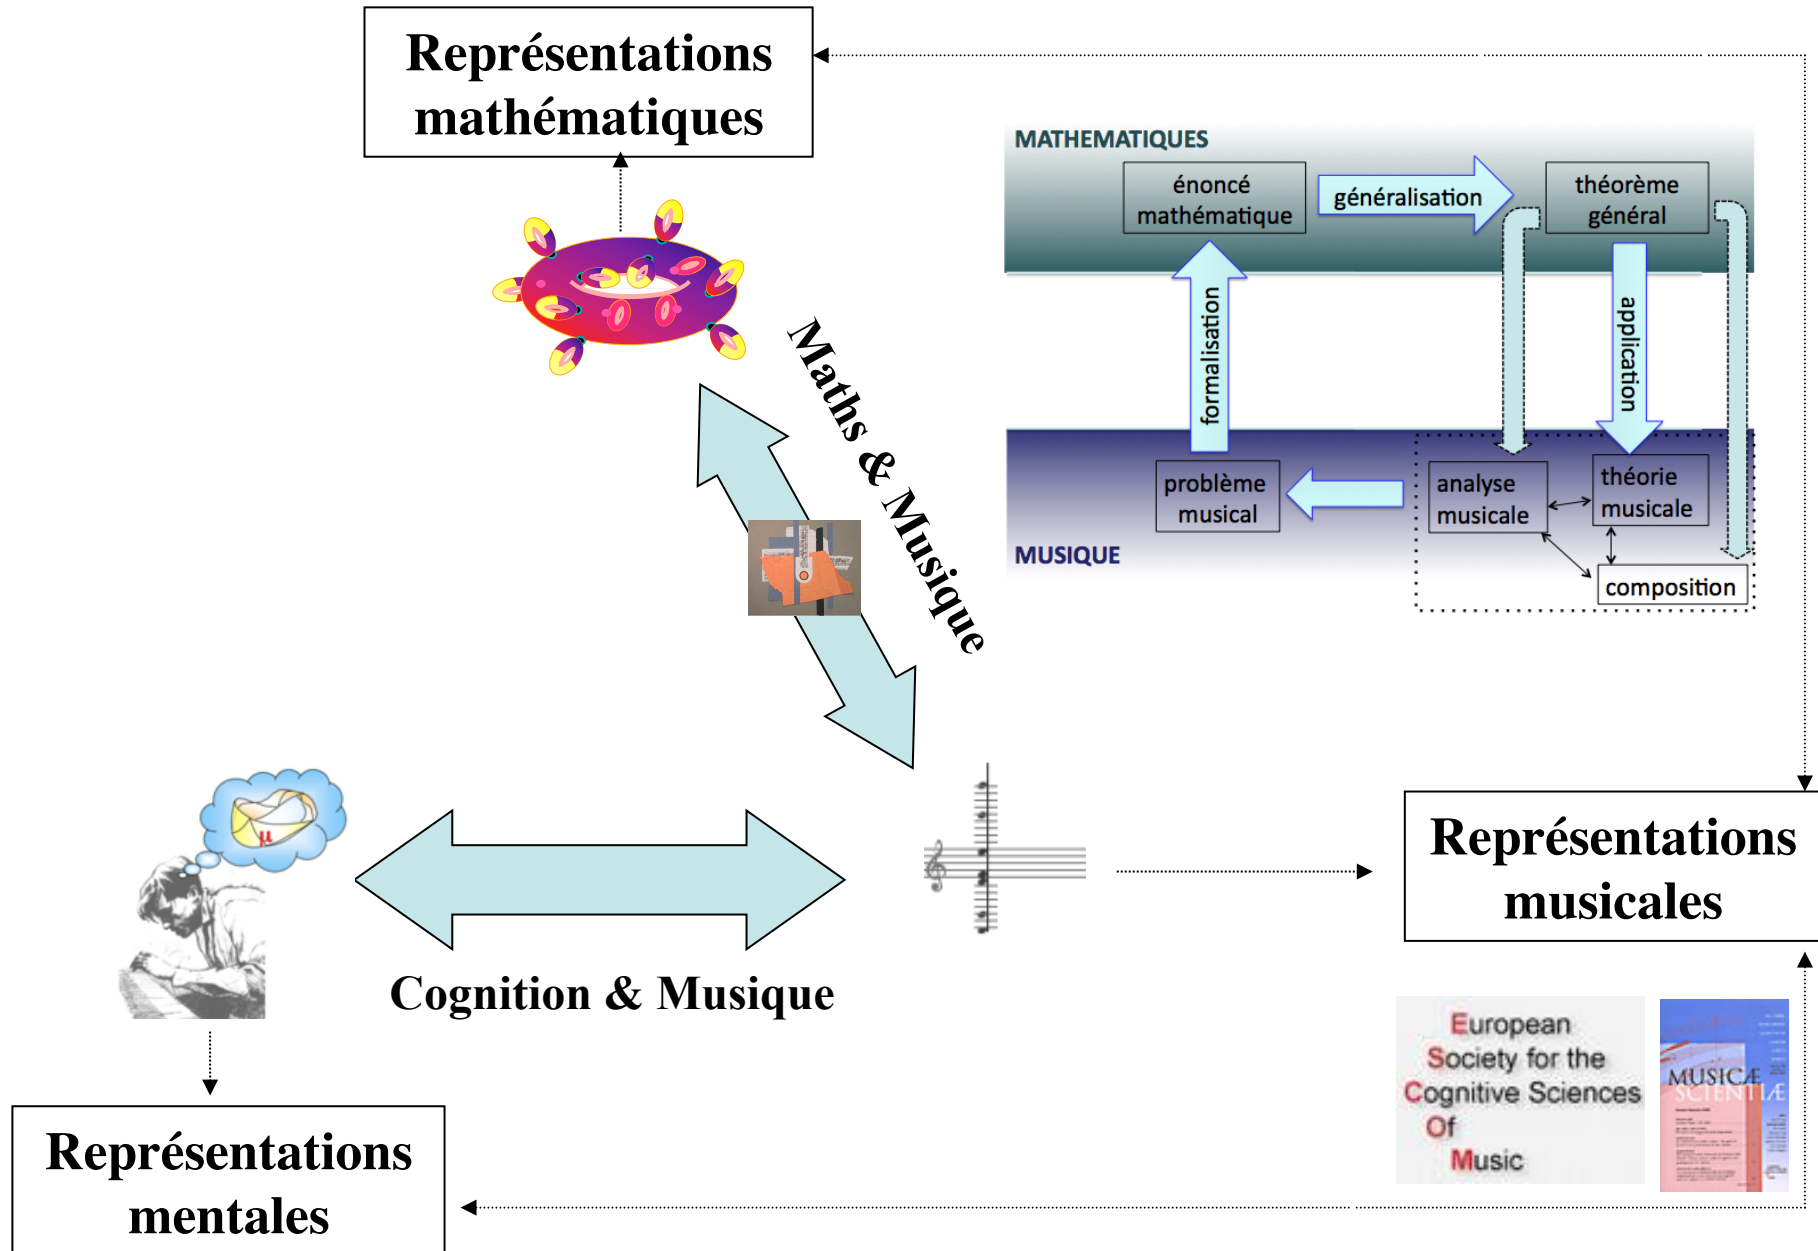 Représentations
mathématiques
MATHEMATIQUES
énoncé
mathématique
généralisation
théorème
général
formalisation
application
problème
musical
analyse
musicale
théorie
musicale
MUSIQUE
composition
Maths & Musique
μ
Cognition & Musique
Représentations
musicales
European
Society for the
Cognitive Sciences
Of
Music
MUSICÆ
SCIENTIÆ
Représentations
mentales